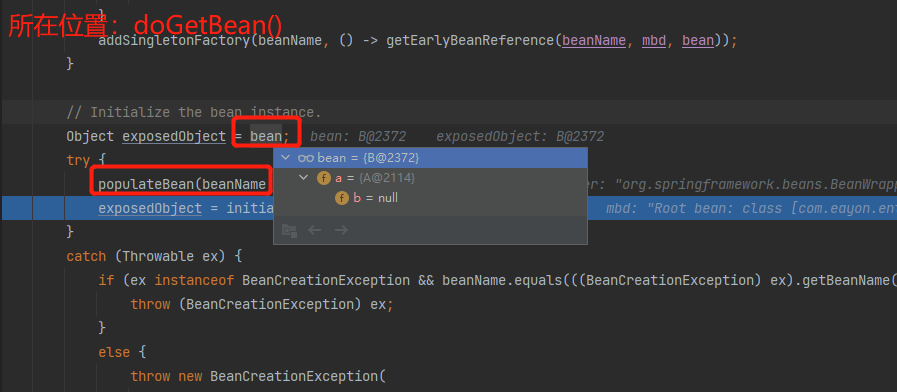 }
所在位置：doGetBean()
addSingletonFactory(beanName, () -> getEarlyBeanReference(beanName, mbd, bean));
}
// Initialize the bean instance.
Object exposedObject = bean; bean: B@2372 exposedObject: B@2372
try {
bean = {B@2372}
populateBean(beanName er: "org.springframework.beans.BeanWrapp
a = {A@2114}
b = null
exposedObject = initia mbd: "Root bean: class [com.eayon.ent
}
catch (Throwable ex) {
if (ex instanceof BeanCreationException && beanName.equals(((BeanCreationException) ex).getBeanName(
throw (BeanCreationException) ex;
}
else {
throw new BeanCreationException(